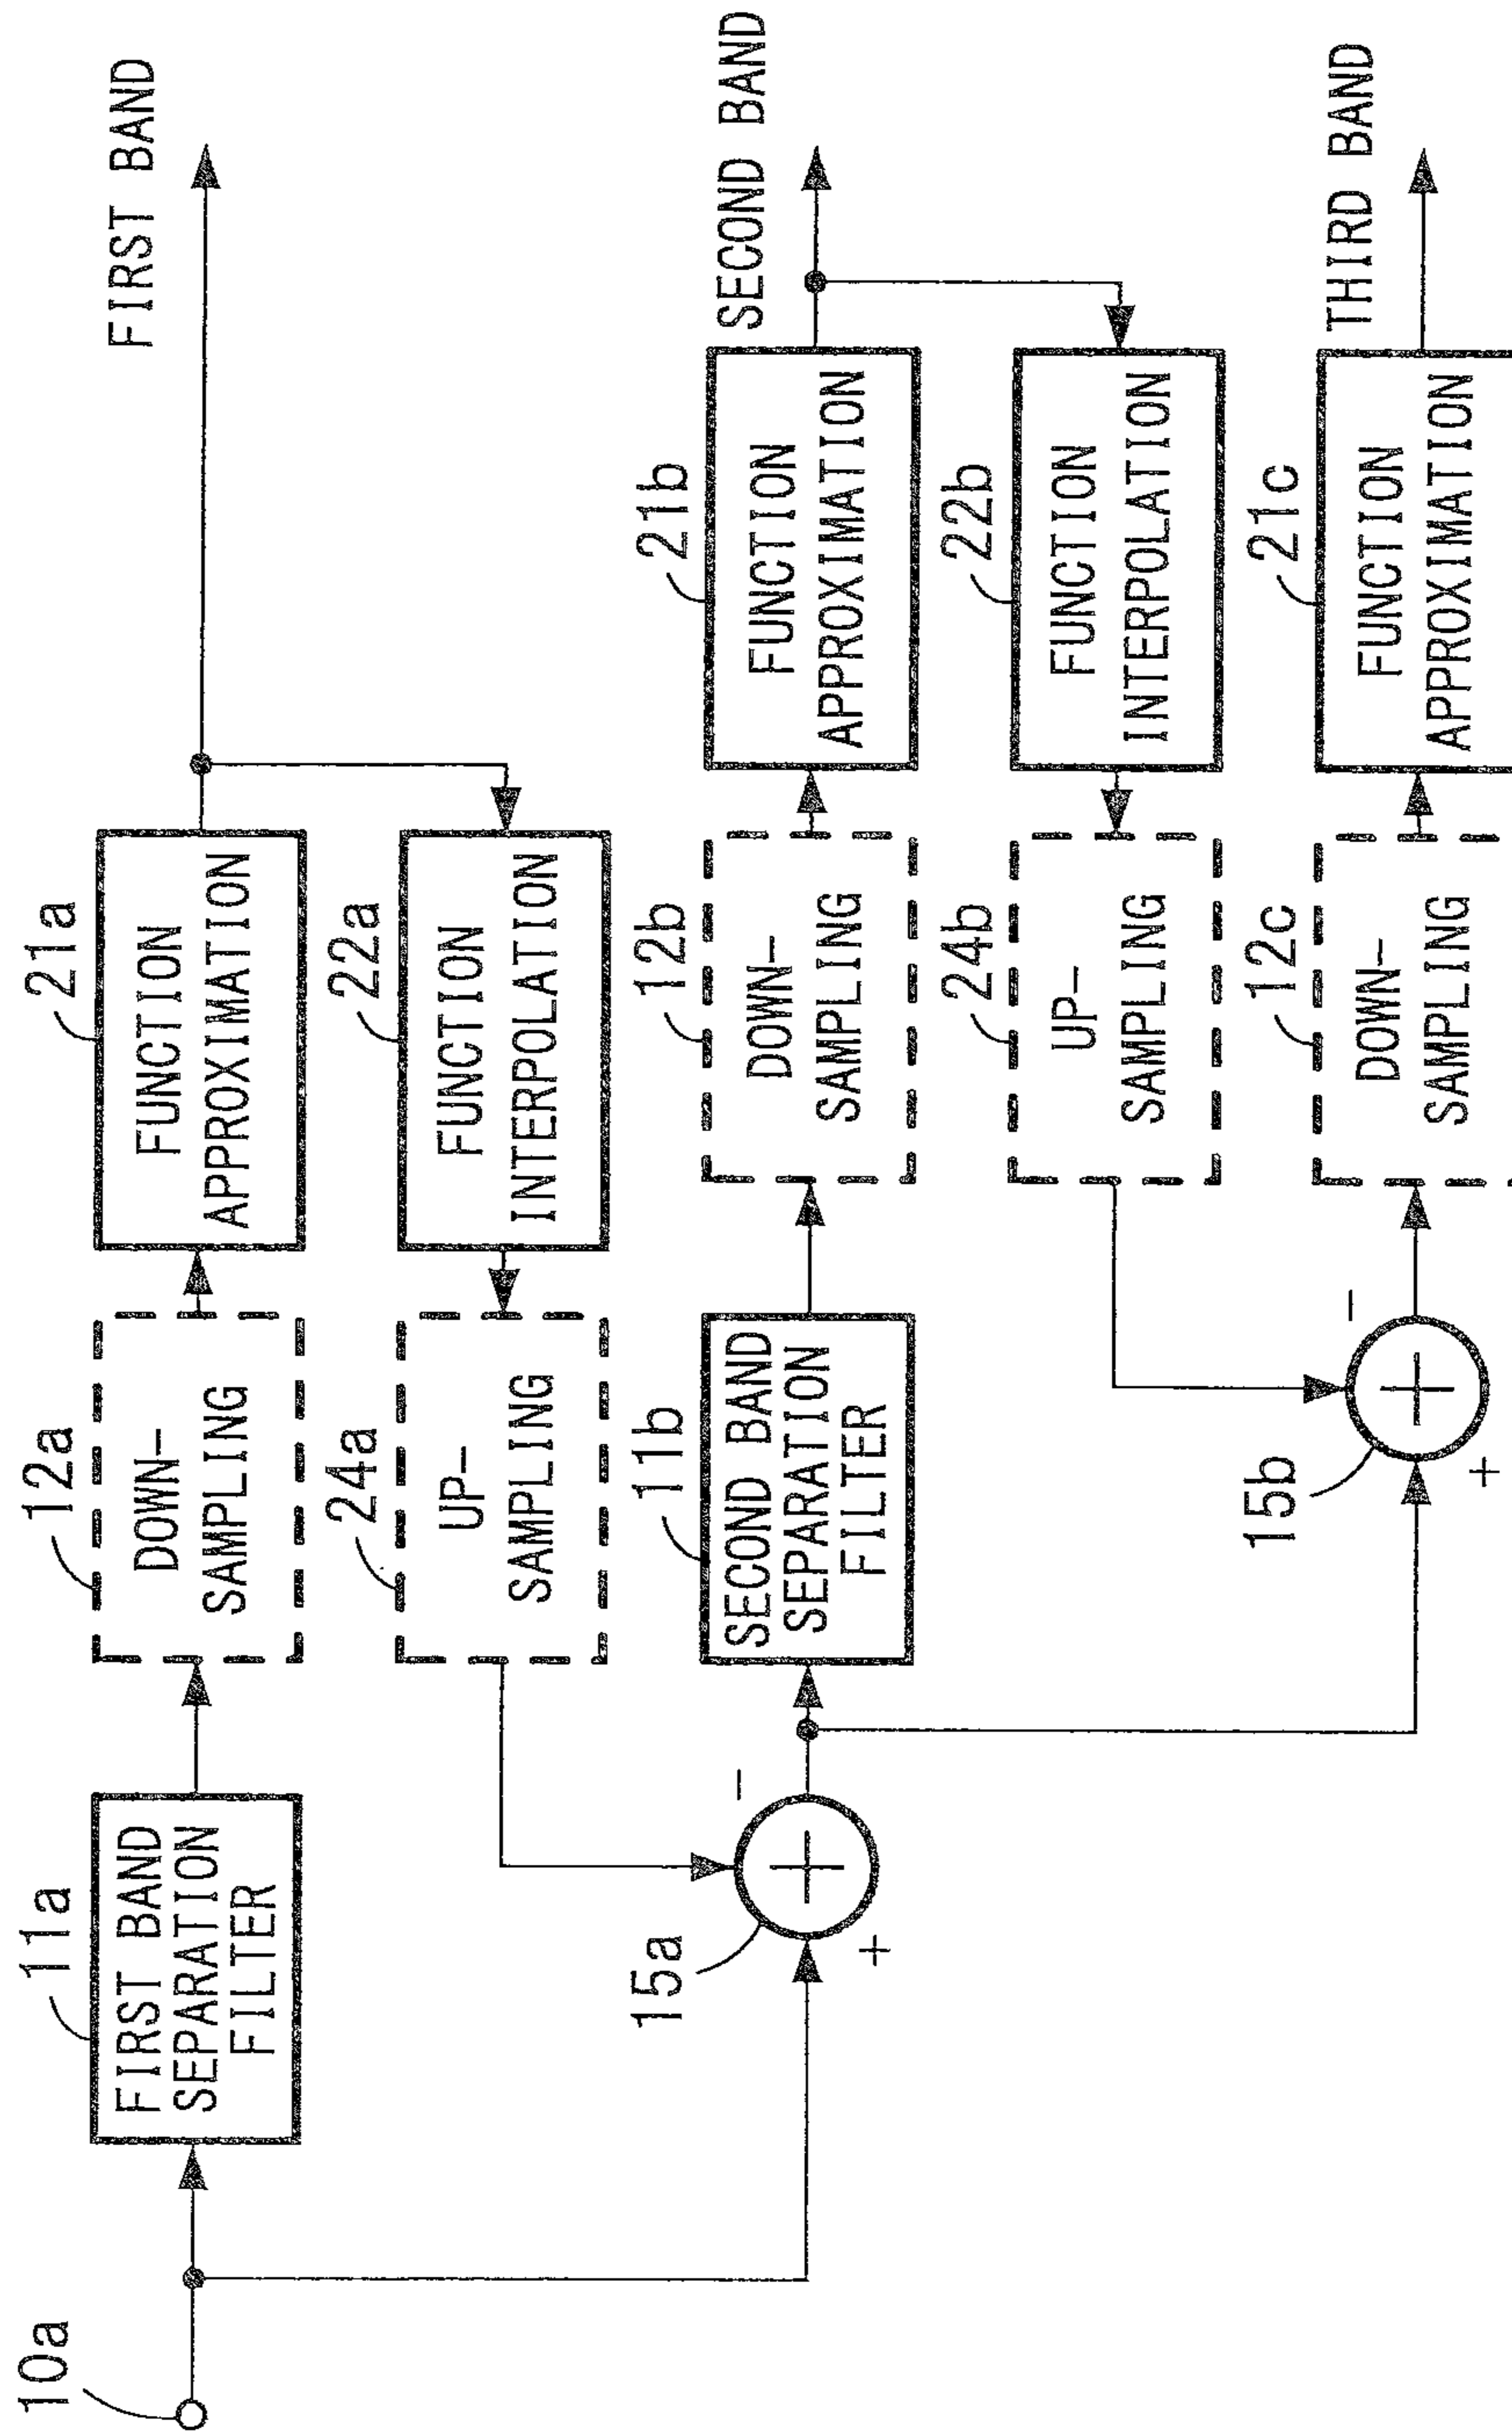 10a
11a
FIRST BAND
SEPARATION
FILTER
12a
DOWN-
SAMPLING
21a
FUNCTION
APPROXIMATION
FIRST BAND
24a
UP-
SAMPLING
22a
FUNCTION
INTERPOLATION
15a
-
+
11b
SECOND BAND
SEPARATION
FILTER
12b
DOWN-
SAMPLING
21b
FUNCTION
APPROXIMATION
SECOND BAND
24b
UP-
SAMPLING
22b
FUNCTION
INTERPOLATION
15b
-
+
12c
DOWN-
SAMPLING
21c
FUNCTION
APPROXIMATION
THIRD BAND